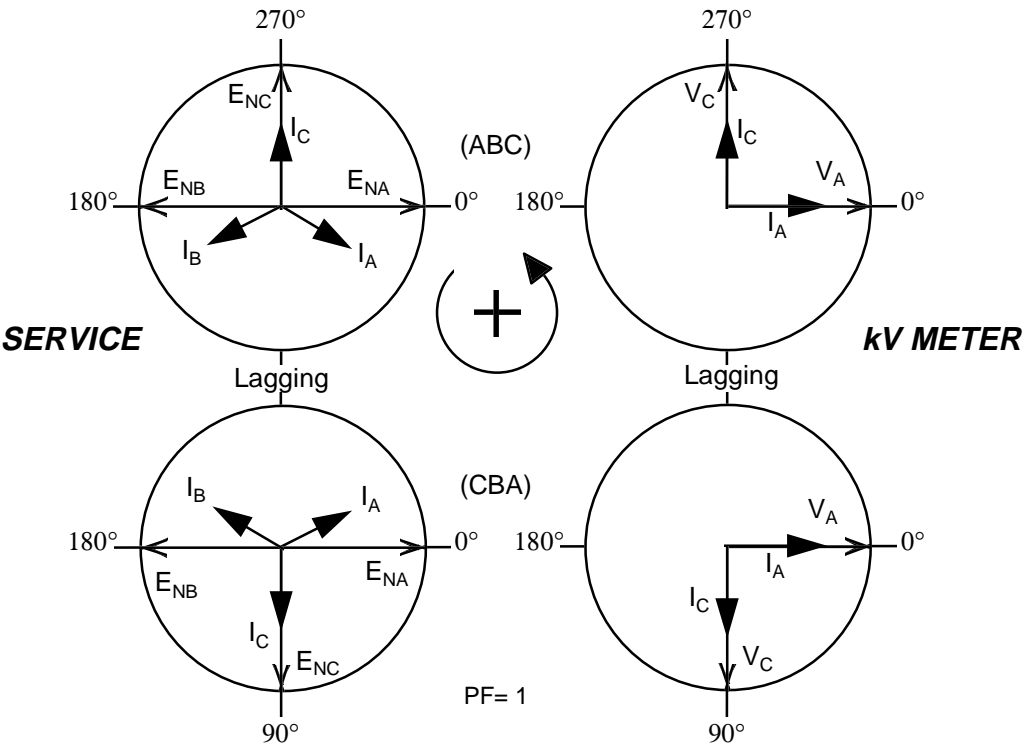 270°
270°
E_NC
V_C
I_C
(ABC)
I_C
E_NB
E_NA
V_A
180°
0°
180°
0°
I_B
I_A
I_A
SERVICE
kV METER
Lagging
Lagging
I_B
I_A
(CBA)
V_A
180°
0°
180°
0°
E_NB
E_NA
I_A
I_C
I_C
E_NC
V_C
PF= 1
90°
90°